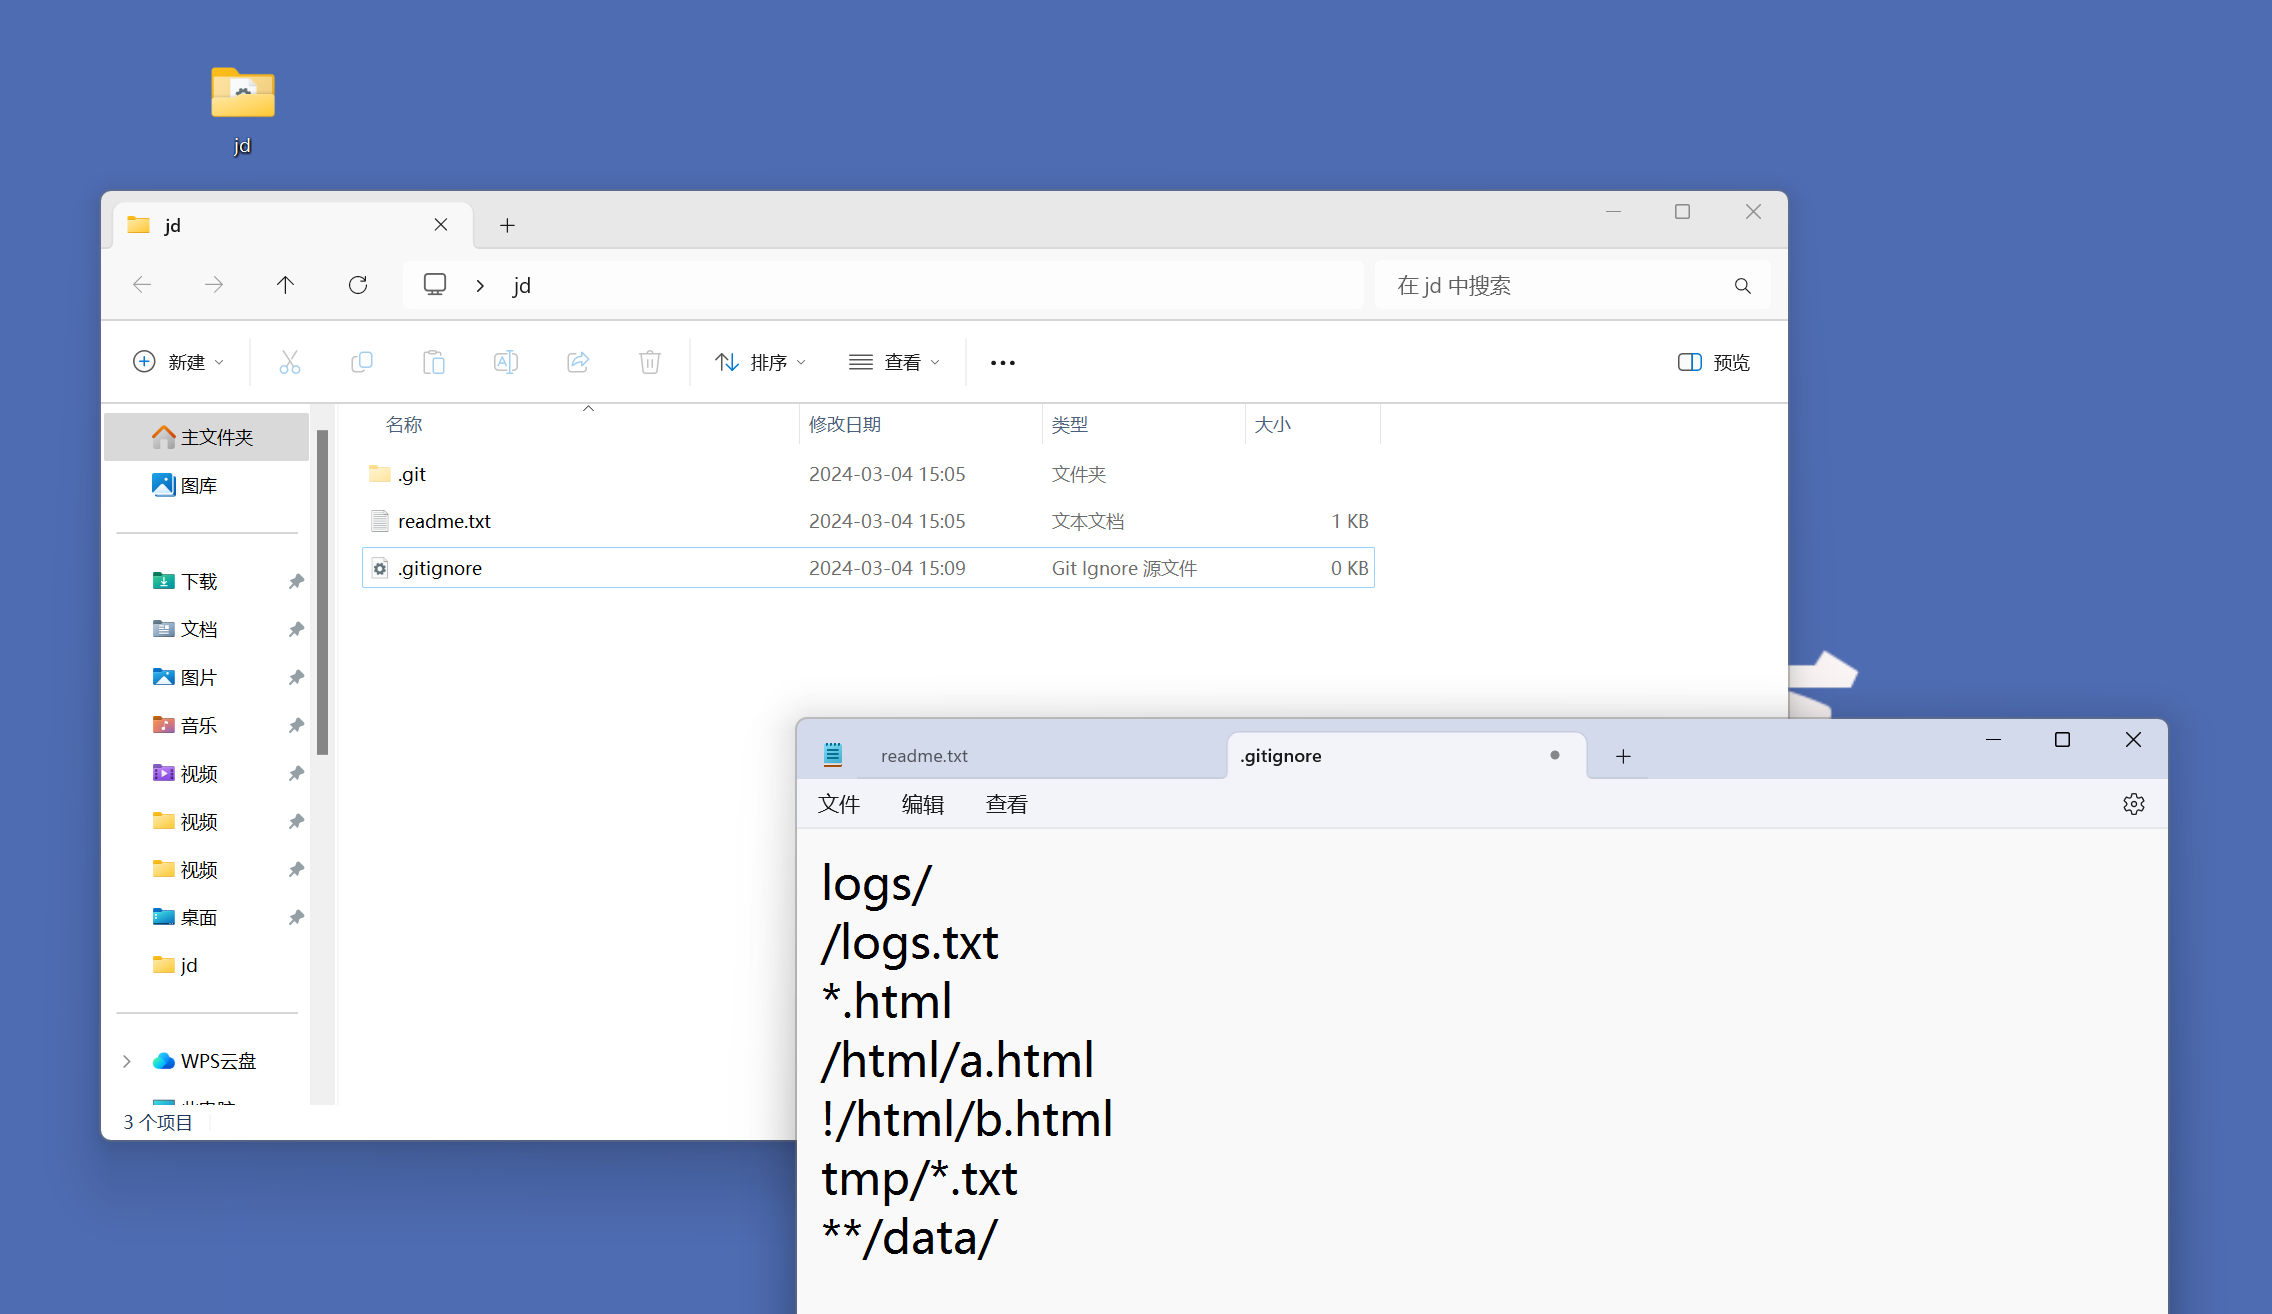 jd
jd
jd
在 jd 中搜索
新建
排序
查看
预览
主文件夹
图库
下载
文档
图片
音乐
视频
视频
视频
桌面
jd
WPS云盘
3 个项目
名称 修改日期 类型 大小
.git 2024-03-04 15:05 文件夹
readme.txt 2024-03-04 15:05 文本文档 1 KB
.gitignore 2024-03-04 15:09 Git Ignore 源文件 0 KB
readme.txt
.gitignore
文件 编辑 查看
logs/
/logs.txt
*.html
/html/a.html
!/html/b.html
tmp/*.txt
**/data/